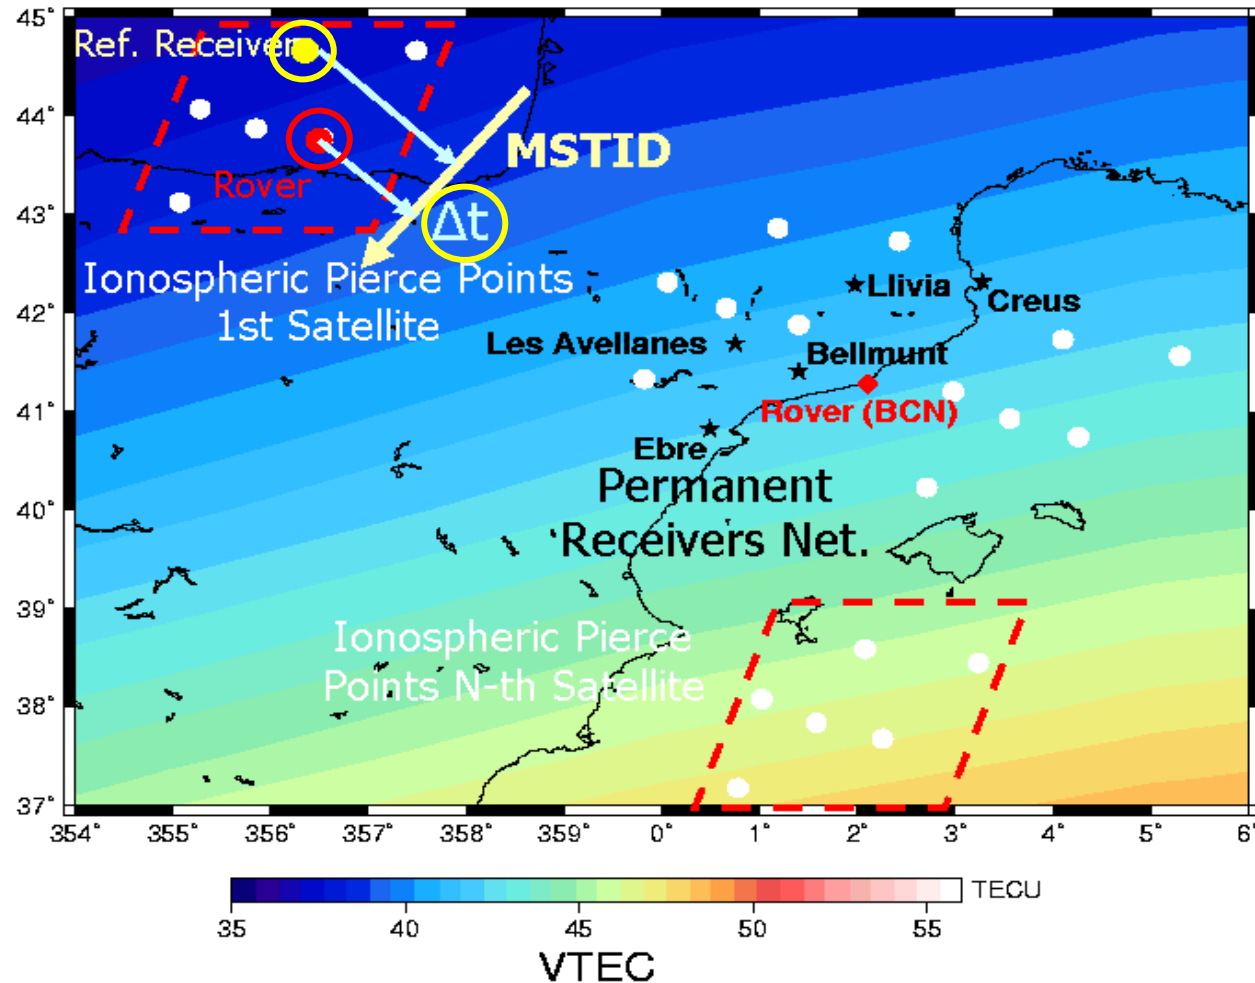 45°
Ref. Receiver
44°
MSTID
Rover
43°
Δt
Ionospheric Pierce Points
1st Satellite
42°
Llivia
Creus
Les Avellanes
Bellmunt
41°
Rover (BCN)
Ebre
Permanent
40°
Receivers Net.
39°
Ionospheric Pierce
Points N-th Satellite
38°
37°
354° 355° 356° 357° 358° 359° 0° 1° 2° 3° 4° 5° 6°
TECU
35 40 45 50 55
VTEC